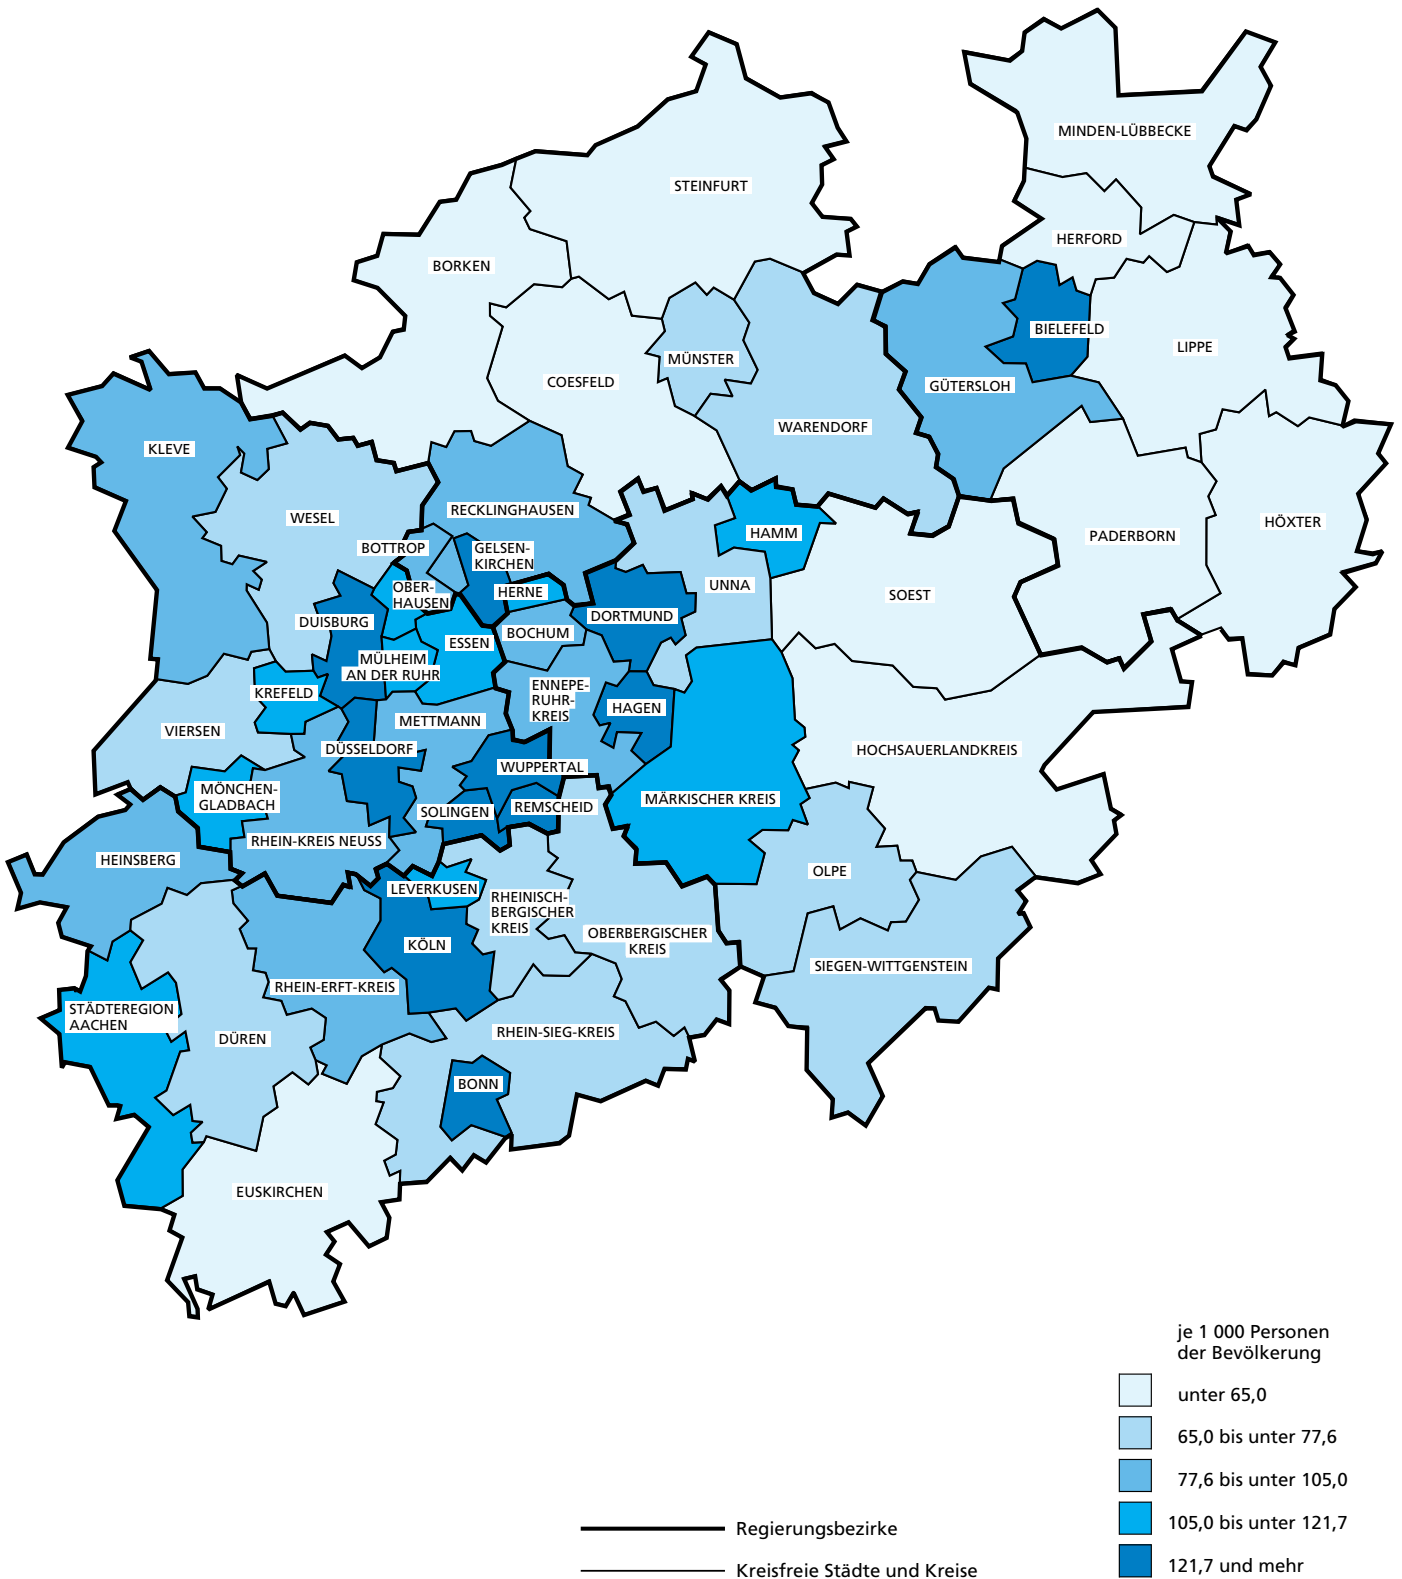 MINDEN-LÜBBECKE
STEINFURT
HERFORD
BORKEN
BIELEFELD
LIPPE
MÜNSTER
COESFELD
GÜTERSLOH
WARENDORF
KLEVE
RECKLINGHAUSEN
WESEL
HÖXTER
HAMM
PADERBORN
BOTTROP
GELSEN-
KIRCHEN
UNNA
OBER-
HAUSEN
HERNE
SOEST
DORTMUND
DUISBURG
BOCHUM
ESSEN
MÜLHEIM
AN DER RUHR
KREFELD
ENNEPE-
RUHR-
KREIS
HAGEN
METTMANN
VIERSEN
DÜSSELDORF
HOCHSAUERLANDKREIS
WUPPERTAL
MÖNCHEN-
GLADBACH
MÄRKISCHER KREIS
REMSCHEID
SOLINGEN
RHEIN-KREIS NEUSS
HEINSBERG
OLPE
LEVERKUSEN
RHEINISCH-
BERGISCHER
KREIS
OBERBERGISCHER
KREIS
KÖLN
SIEGEN-WITTGENSTEIN
RHEIN-ERFT-KREIS
STÄDTEREGION
AACHEN
RHEIN-SIEG-KREIS
DÜREN
BONN
EUSKIRCHEN
je 1 000 Personen
der Bevölkerung
unter 65,0
65,0 bis unter 77,6
77,6 bis unter 105,0
105,0 bis unter 121,7
121,7 und mehr
Regierungsbezirke
Kreisfreie Städte und Kreise